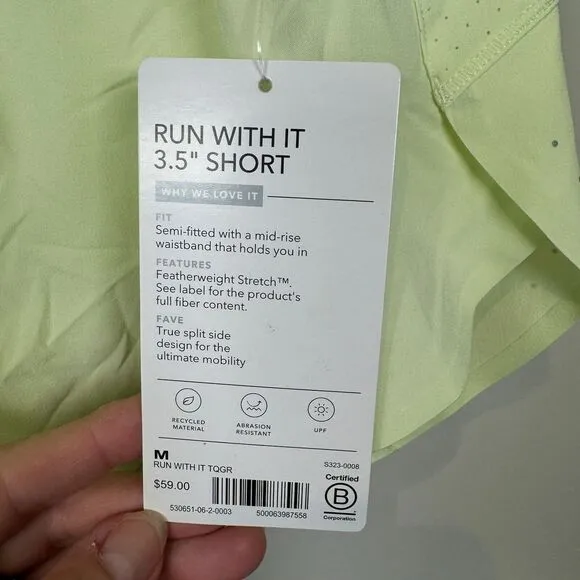 RUN WITH IT
3.5" SHORT
WHY WE LOVE IT
FIT
Semi-fitted with a mid-rise
waistband that holds you in
FEATURES
Featherweight Stretch™.
See label for the product's
full fiber content.
FAVE
True split side
design for the
ultimate mobility
RECYCLED
MATERIAL
ABRASION
RESISTANT
UPF
M
RUN WITH IT TQGR
S323-0008
$59.00
530651-06-2-0003
500063987558
Certified
B
Corporation